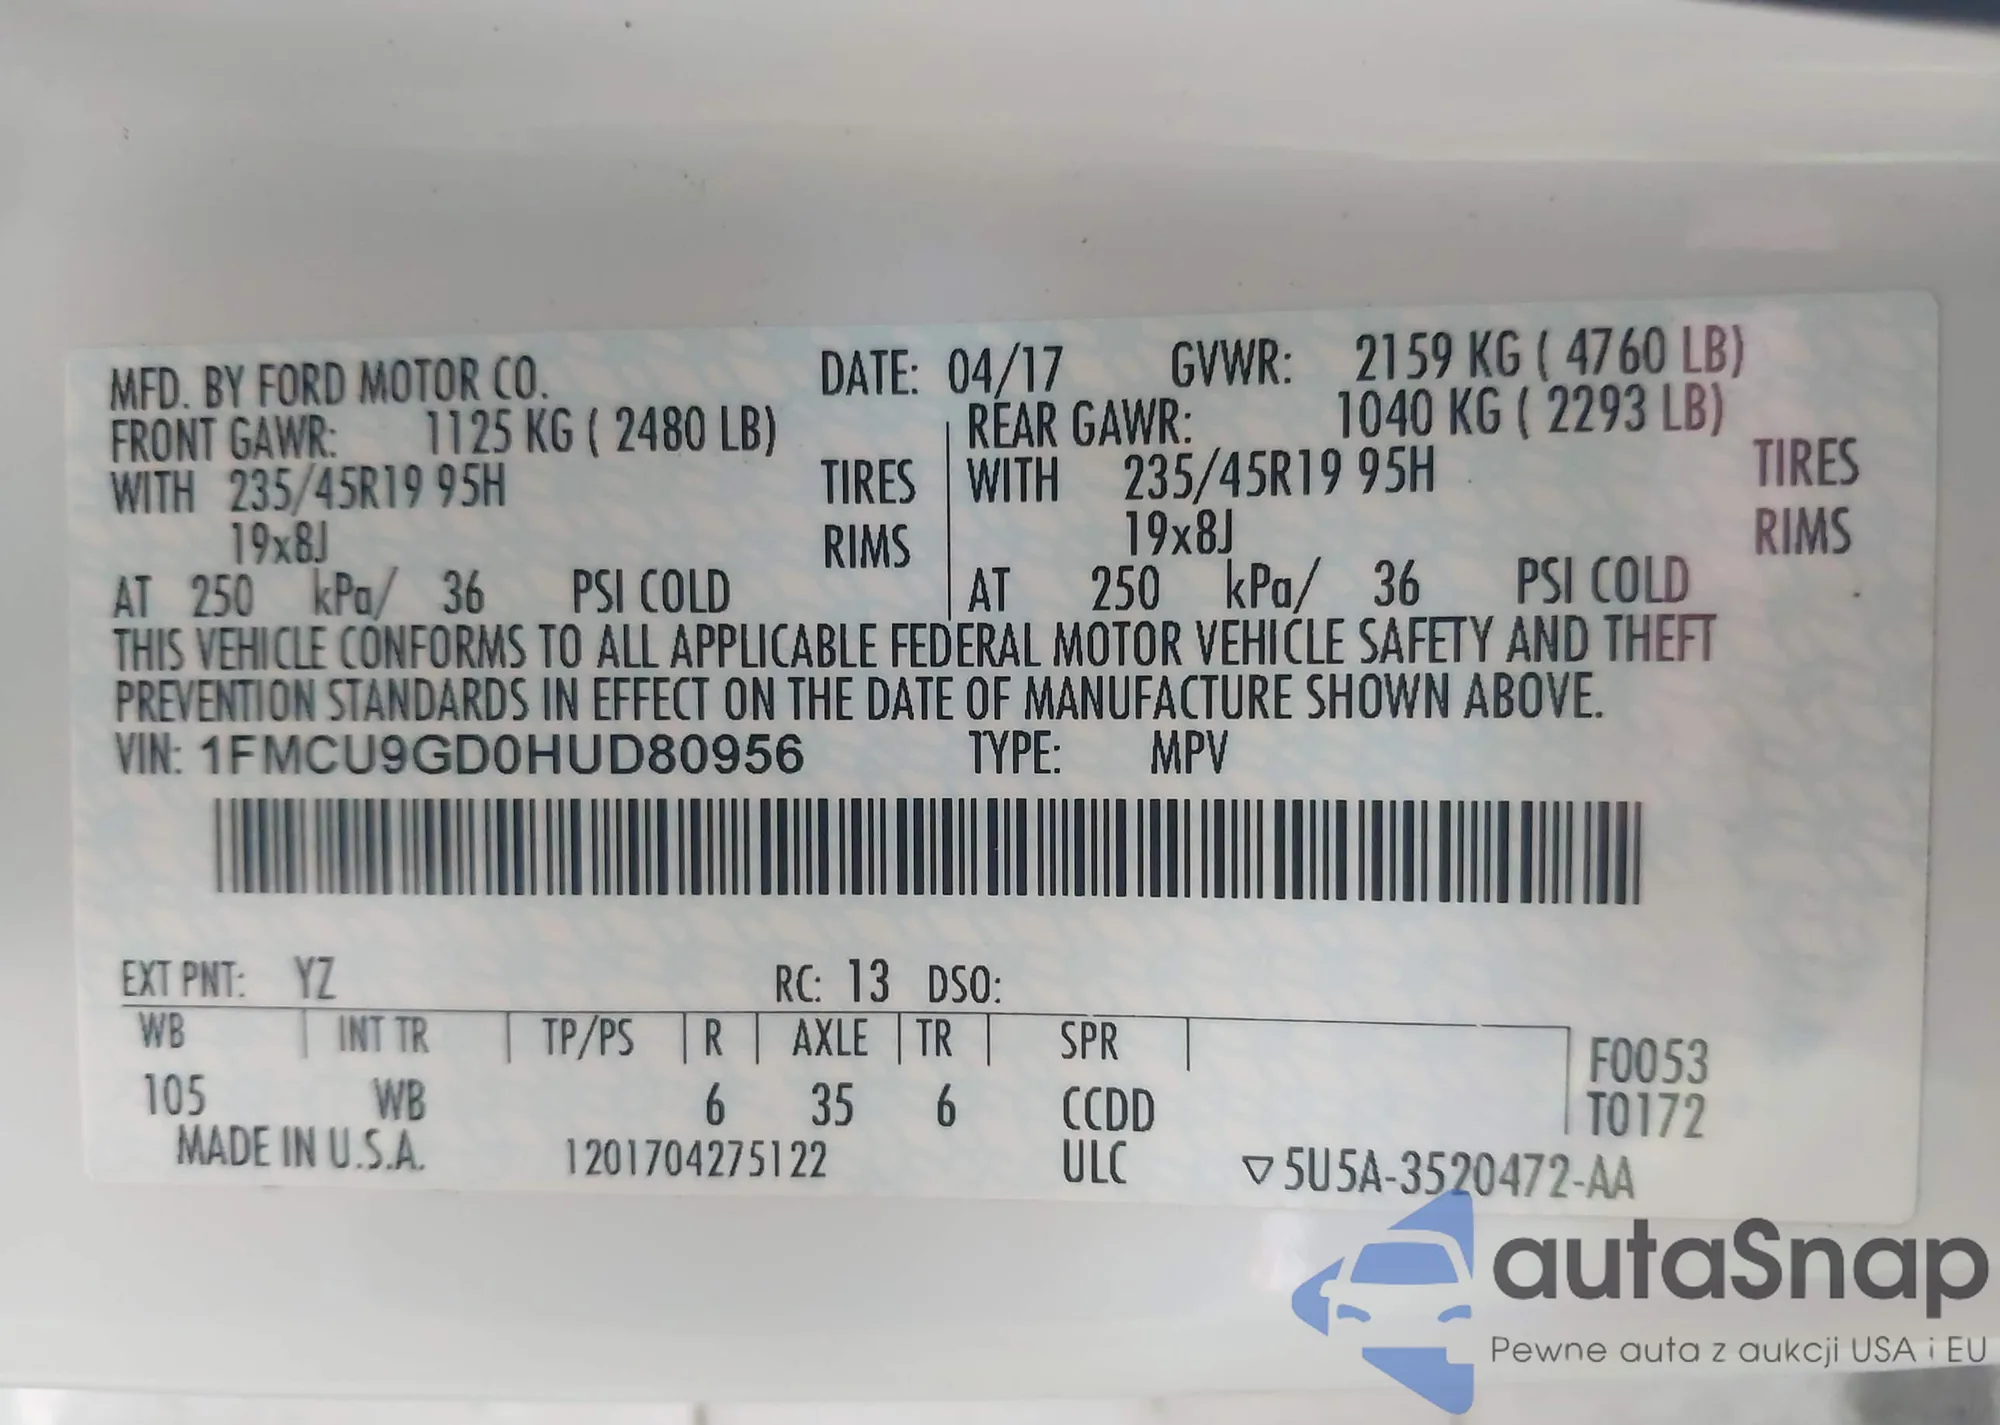 MFD. BY FORD MOTOR CO. DATE: 04/17 GVWR: 2159 KG ( 4760 LB)
FRONT GAWR: 1125 KG ( 2480 LB) REAR GAWR: 1040 KG ( 2293 LB)
WITH 235/45R19 95H TIRES WITH 235/45R19 95H TIRES
19x8J RIMS 19x8J RIMS
AT 250 kPa/ 36 PSI COLD AT 250 kPa/ 36 PSI COLD
THIS VEHICLE CONFORMS TO ALL APPLICABLE FEDERAL MOTOR VEHICLE SAFETY AND THEFT
PREVENTION STANDARDS IN EFFECT ON THE DATE OF MANUFACTURE SHOWN ABOVE.
VIN: 1FMCU9GD0HUD80956 TYPE: MPV
EXT PNT: YZ RC: 13 DSO:
WB INT TR TP/PS R AXLE TR SPR F0053
105 WB 6 35 6 CCDD T0172
MADE IN U.S.A. 1201704275122 ULC ▽5U5A-3520472-AA
autaSnap
Pewne auta z aukcji USA i EU